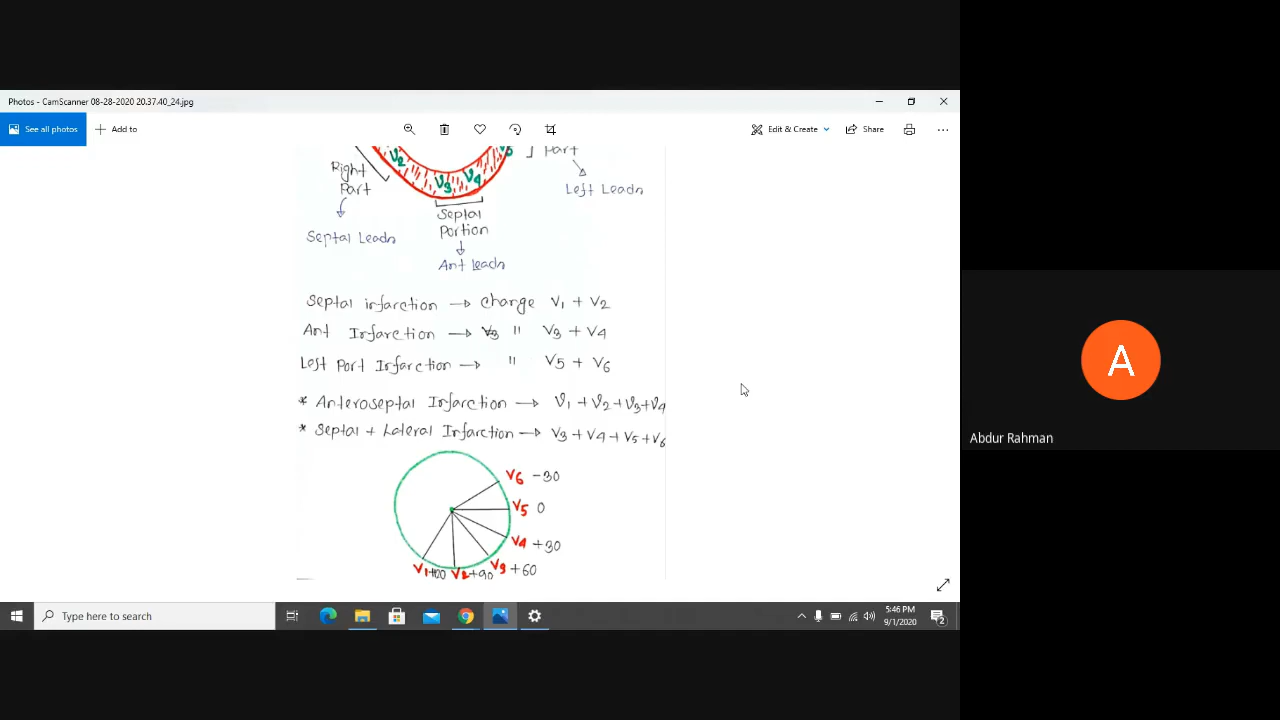 Photos - CamScanner 08-28-2020 20.37.40_24.jpg
See all photos
Add to
Edit & Create
Share
V2
V3
V4
Part
Right
Part
Left Leads
Septal
Portion
Septal Leads
Ant Leads
Septal infarction → change V1 + V2
Ant Infarction → V3 " V3 + V4
Left Part Infarction → " V5 + V6
* Anteroseptal Infarction → V1 + V2 + V3 + V4
* Septal + Lateral Infarction → V3 + V4 + V5 + V6
V6 -30
V5 0
V4 +30
V3 +60
V2 +90
V1
A
Abdur Rahman
Type here to search
5:46 PM
9/1/2020
2